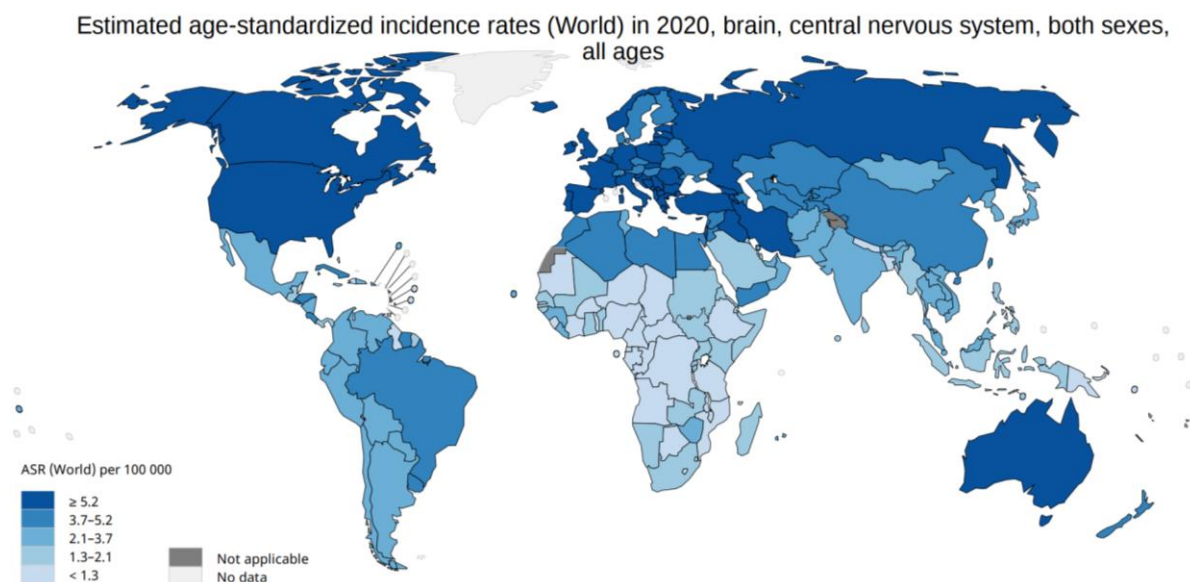 Estimated age-standardized incidence rates (World) in 2020, brain, central nervous system, both sexes,
all ages
ASR (World) per 100 000
≥ 5.2
3.7–5.2
2.1–3.7
1.3–2.1
< 1.3
Not applicable
No data